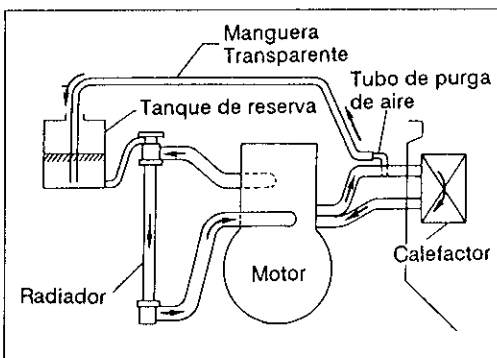 Manguera
Transparente
Tubo de purga
de aire
Tanque de reserva
Calefactor
Motor
Radiador